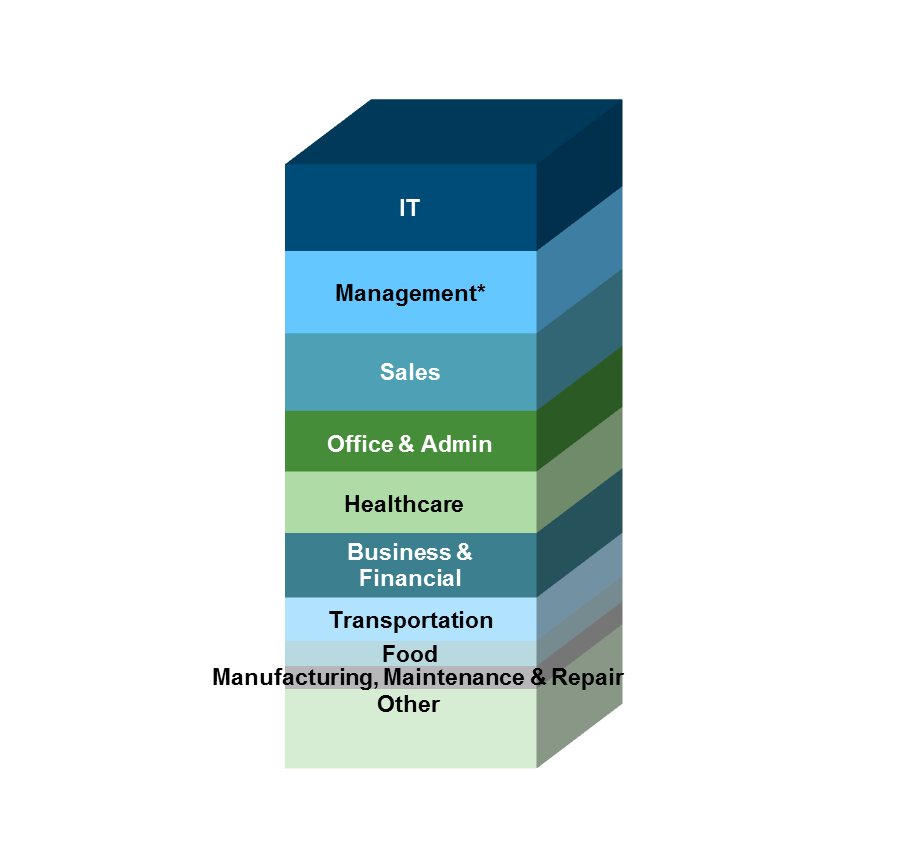 IT
Management*
Sales
Office & Admin
Healthcare
Business &
Financial
Transportation
Food
Manufacturing, Maintenance & Repair
Other